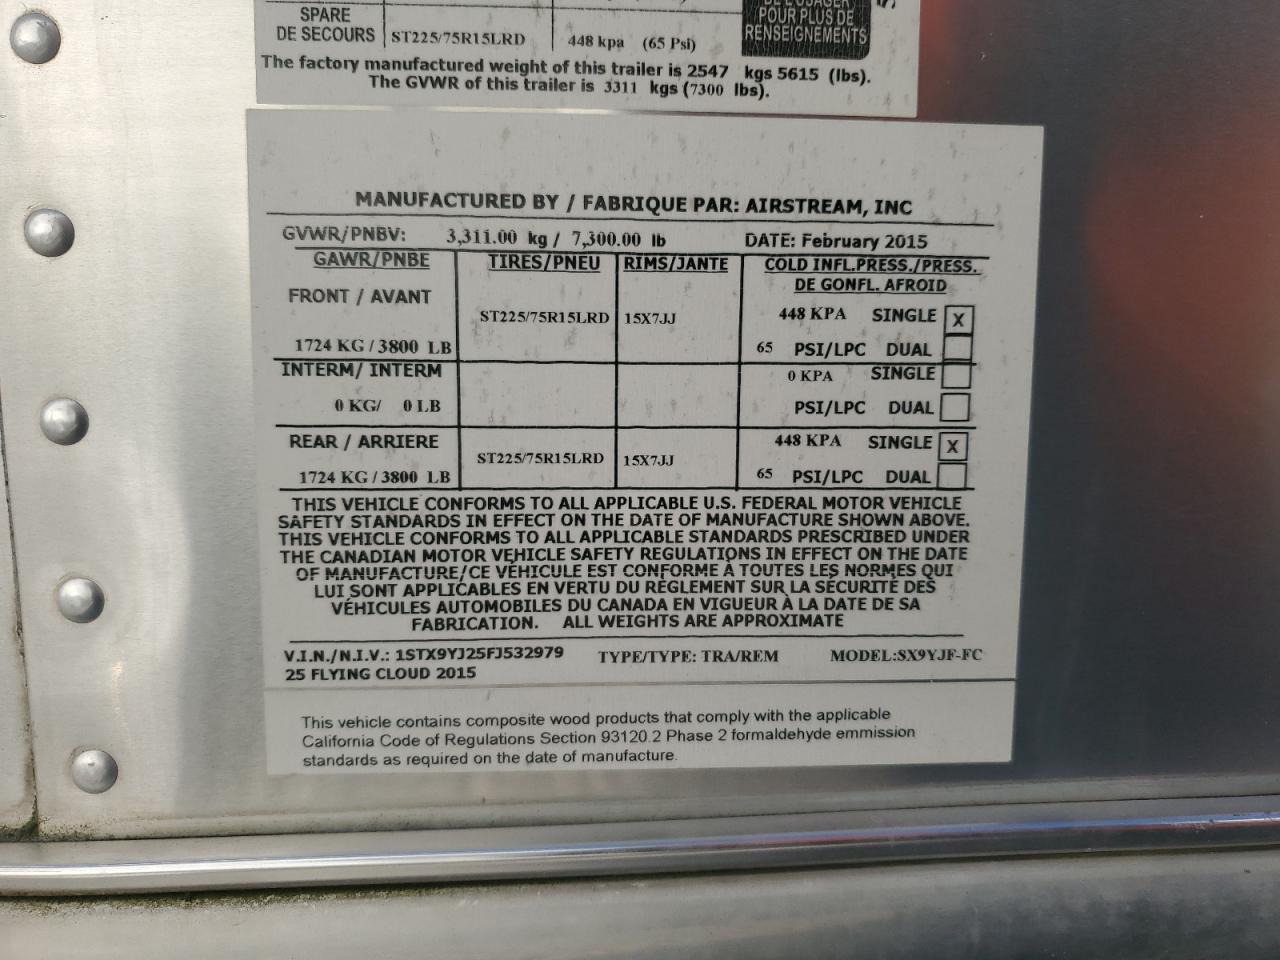 DE L'USAGER
SPARE
DE SECOURS ST225/75R15LRD 448 kpa (65 Psi)
POUR PLUS DE
RENSEIGNEMENTS
The factory manufactured weight of this trailer is 2547 kgs 5615 (lbs).
The GVWR of this trailer is 3311 kgs (7300 lbs).
MANUFACTURED BY / FABRIQUE PAR: AIRSTREAM, INC
GVWR/PNBV: 3,311.00 kg / 7,300.00 lb DATE: February 2015
GAWR/PNBE TIRES/PNEU RIMS/JANTE COLD INFL.PRESS./PRESS.
DE GONFL. AFROID
FRONT / AVANT
ST225/75R15LRD 15X7JJ 448 KPA SINGLE X
1724 KG / 3800 LB 65 PSI/LPC DUAL
INTERM/ INTERM 0 KPA SINGLE
0 KG/ 0 LB PSI/LPC DUAL
REAR / ARRIERE 448 KPA SINGLE X
ST225/75R15LRD 15X7JJ
1724 KG / 3800 LB 65 PSI/LPC DUAL
THIS VEHICLE CONFORMS TO ALL APPLICABLE U.S. FEDERAL MOTOR VEHICLE
SAFETY STANDARDS IN EFFECT ON THE DATE OF MANUFACTURE SHOWN ABOVE.
THIS VEHICLE CONFORMS TO ALL APPLICABLE STANDARDS PRESCRIBED UNDER
THE CANADIAN MOTOR VEHICLE SAFETY REGULATIONS IN EFFECT ON THE DATE
OF MANUFACTURE/CE VÉHICULE EST CONFORME À TOUTES LES NORMES QUI
LUI SONT APPLICABLES EN VERTU DU RÈGLEMENT SUR LA SÉCURITÉ DES
VÉHICULES AUTOMOBILES DU CANADA EN VIGUEUR À LA DATE DE SA
FABRICATION. ALL WEIGHTS ARE APPROXIMATE
V.I.N./N.I.V.: 1STX9YJ25FJ532979 TYPE/TYPE: TRA/REM MODEL:SX9YJF-FC
25 FLYING CLOUD 2015
This vehicle contains composite wood products that comply with the applicable
California Code of Regulations Section 93120.2 Phase 2 formaldehyde emmission
standards as required on the date of manufacture.